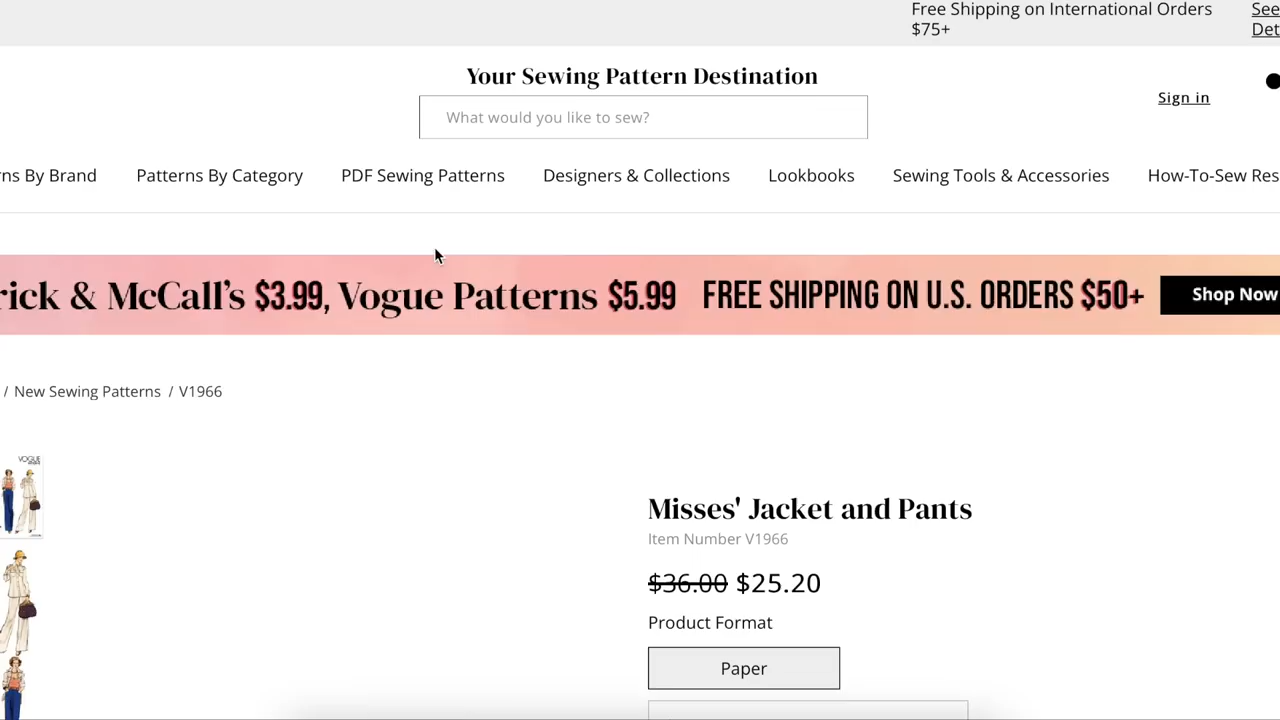 Free Shipping on International Orders
$75+
See
Det
Your Sewing Pattern Destination
What would you like to sew?
Sign in
rns By Brand
Patterns By Category
PDF Sewing Patterns
Designers & Collections
Lookbooks
Sewing Tools & Accessories
How-To-Sew Res
rick & McCall's $3.99, Vogue Patterns $5.99
FREE SHIPPING ON U.S. ORDERS $50+
Shop Now
/ New Sewing Patterns / V1966
VOGUE
Misses' Jacket and Pants
Item Number V1966
$36.00 $25.20
Product Format
Paper